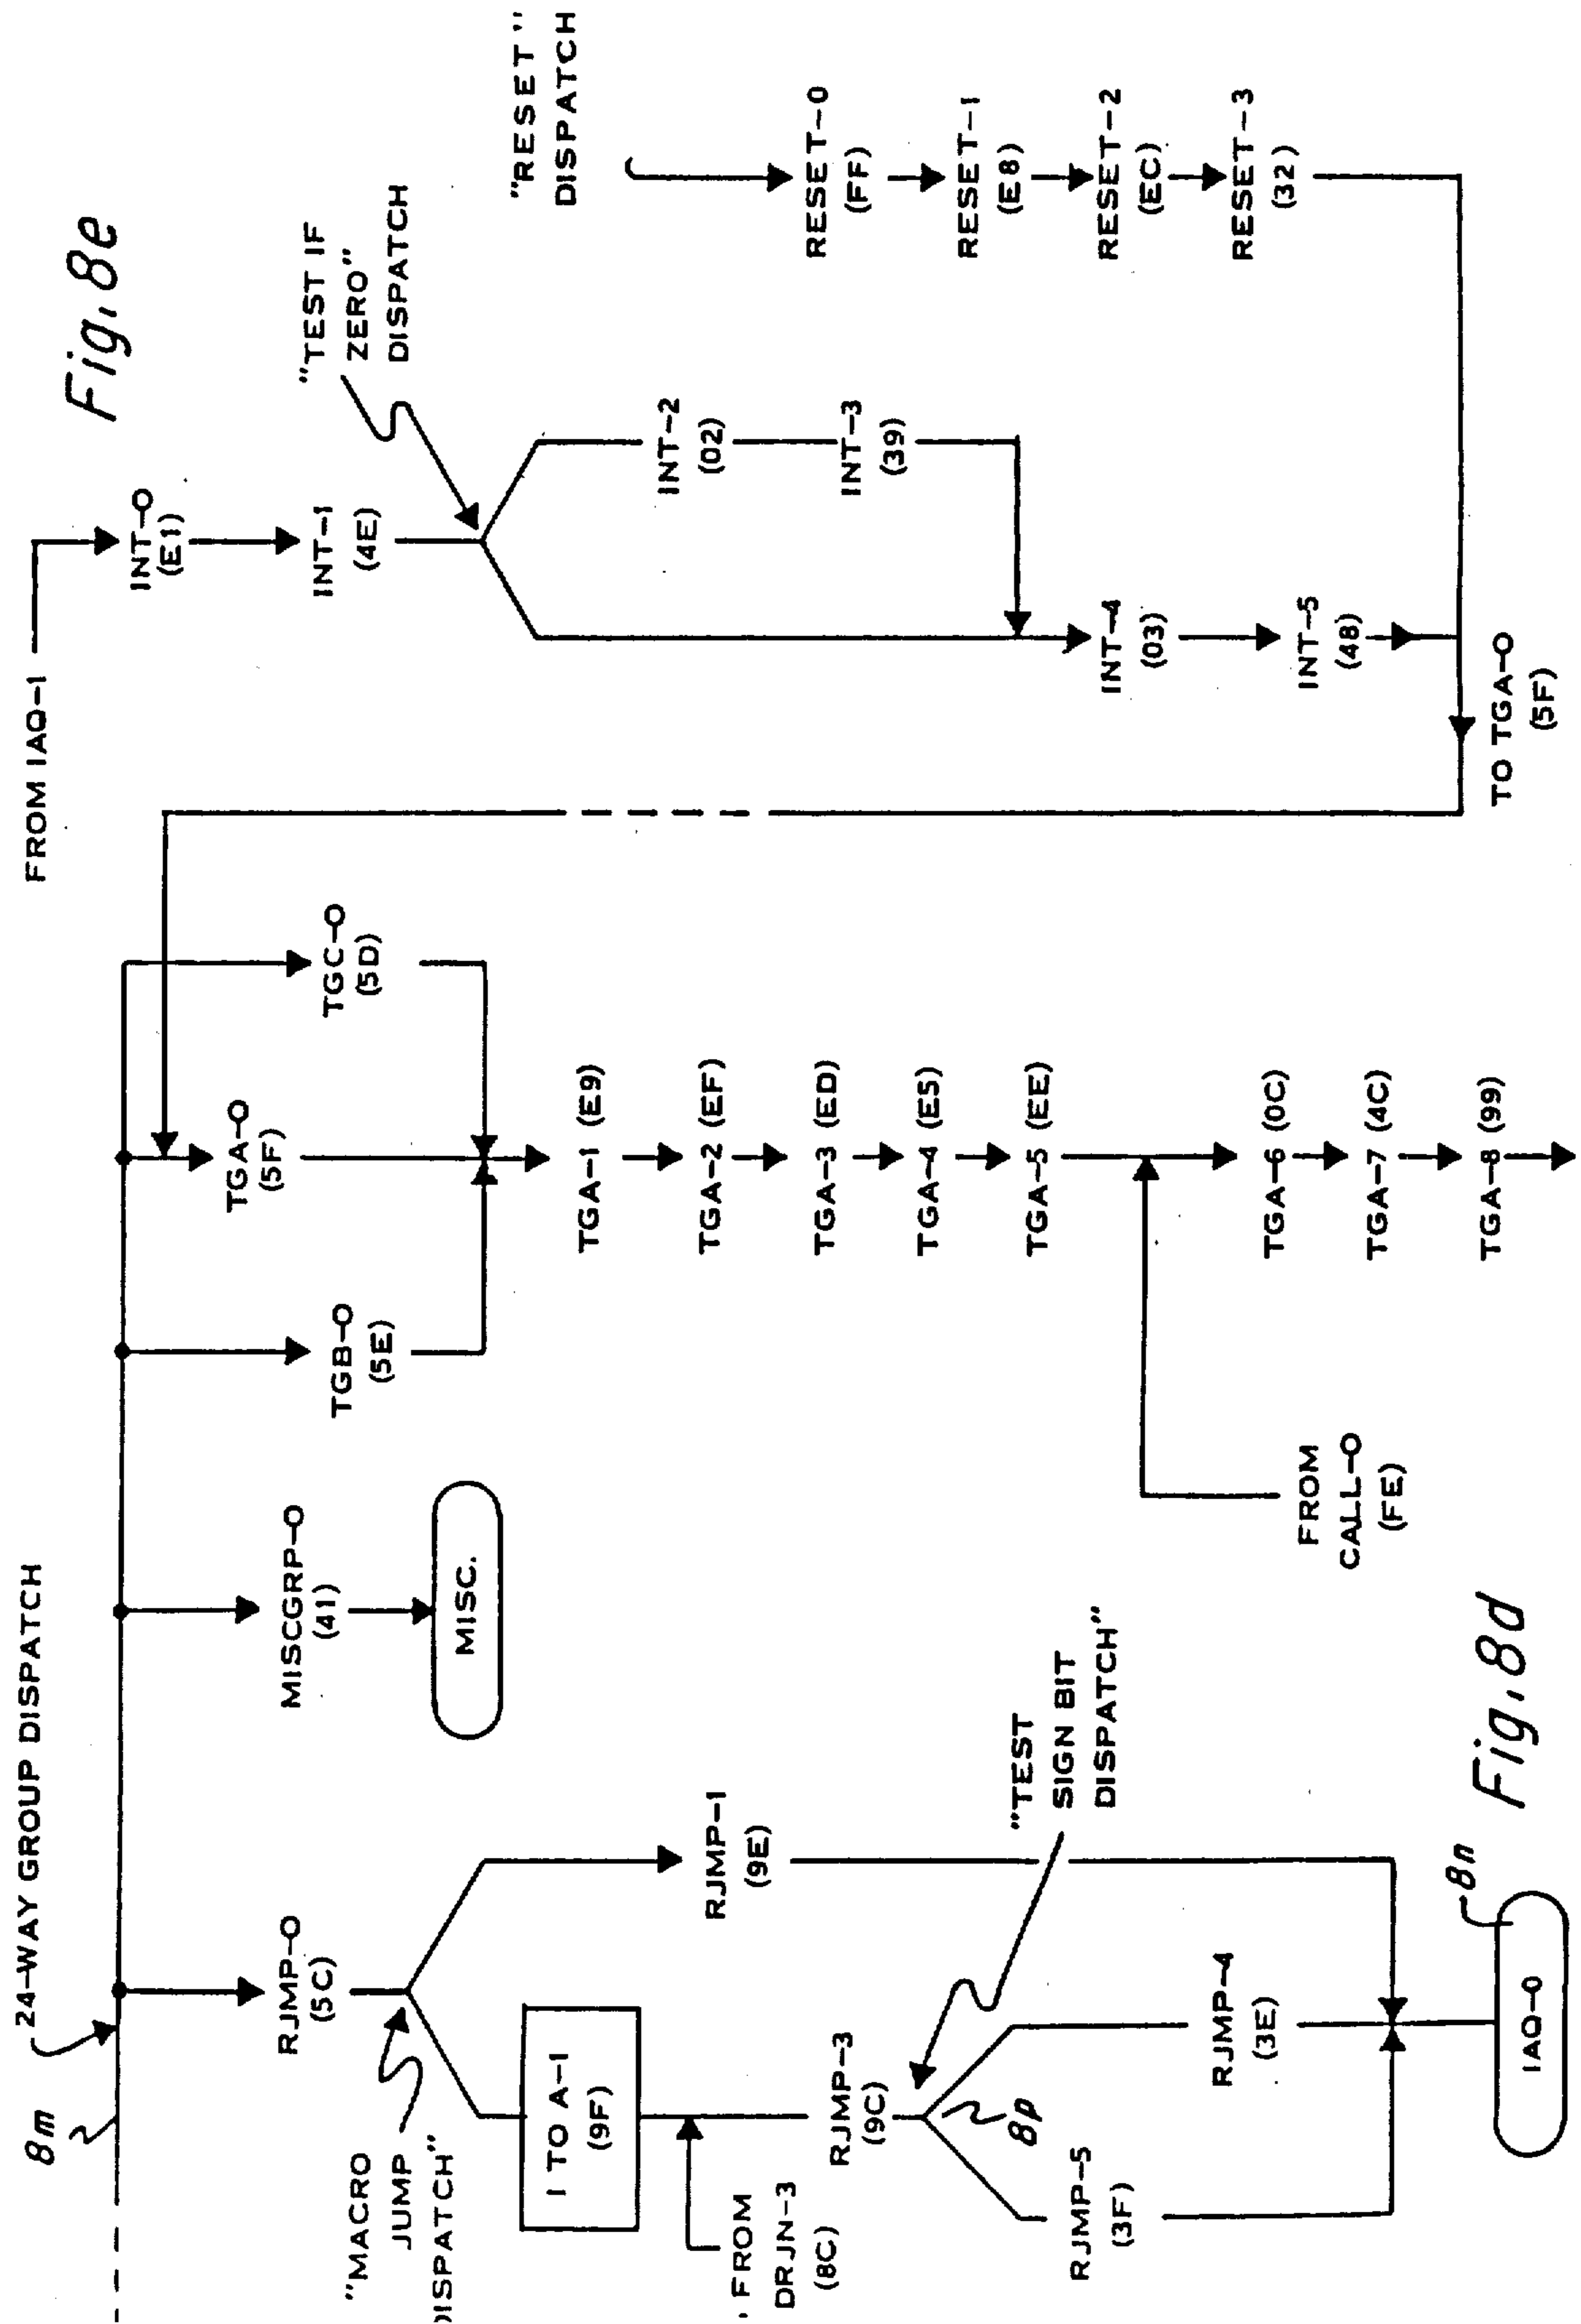 8m
24-WAY GROUP DISPATCH
RJMP-0
(5C)
"MACRO
JUMP
DISPATCH"
1 TO A-1
(9F)
RJMP-1
(9E)
FROM
DRJN-3
(8C)
RJMP-3
(9C)
"TEST
SIGN BIT
DISPATCH"
8p
RJMP-5
(3F)
RJMP-4
(3E)
8n
IAQ-0
Fig. 8d
MISCGRP-0
(41)
MISC.
TGB-0
(5E)
TGA-0
(5F)
TGC-0
(5D)
TGA-1 (E9)
TGA-2 (EF)
TGA-3 (ED)
TGA-4 (E5)
TGA-5 (EE)
FROM
CALL-0
(FE)
TGA-6 (0C)
TGA-7 (4C)
TGA-8 (99)
Fig. 8e
FROM IAQ-1
INT-0
(E1)
INT-1
(4E)
"TEST IF
ZERO"
DISPATCH
INT-2
(02)
INT-3
(39)
INT-4
(03)
INT-5
(48)
TO TGA-0
(5F)
"RESET"
DISPATCH
RESET-0
(FF)
RESET-1
(E8)
RESET-2
(EC)
RESET-3
(32)